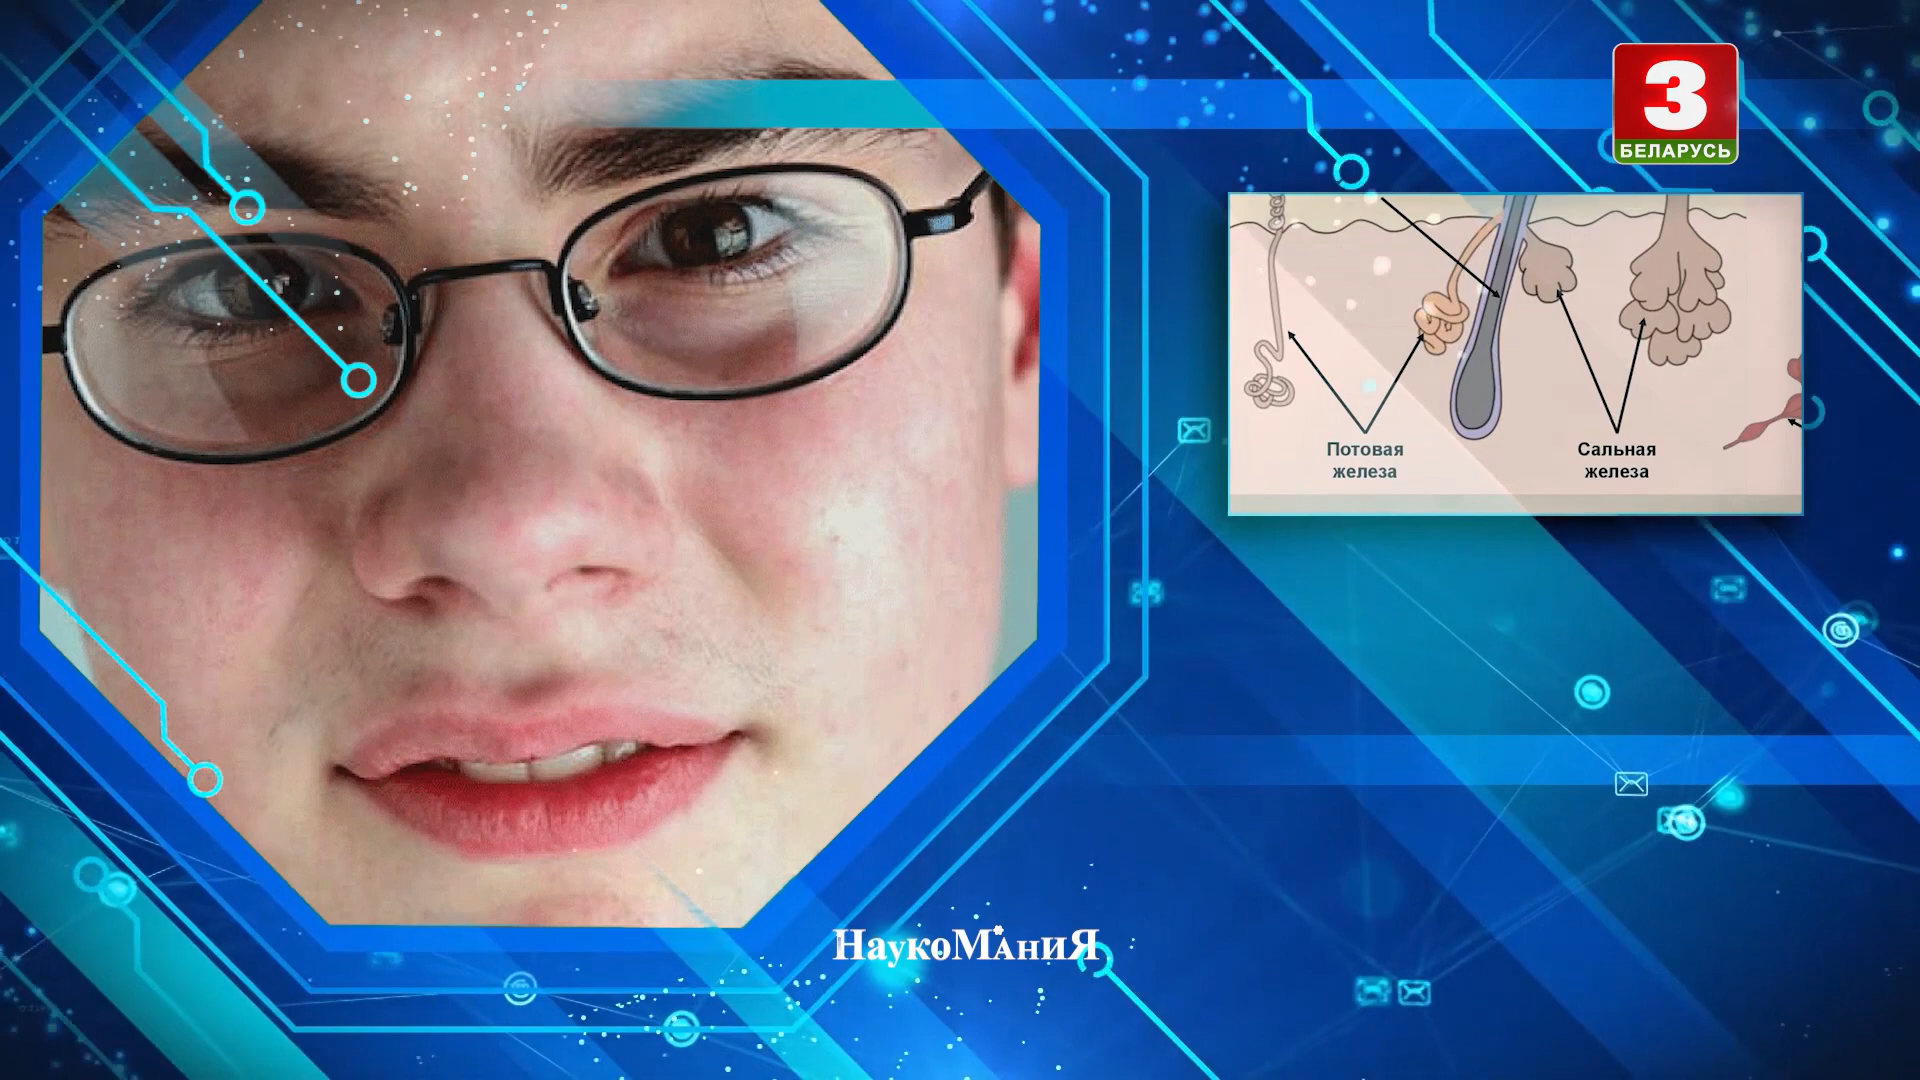 3
БЕЛАРУСЬ
Потовая
железа
Сальная
железа
НаукоМАниЯ